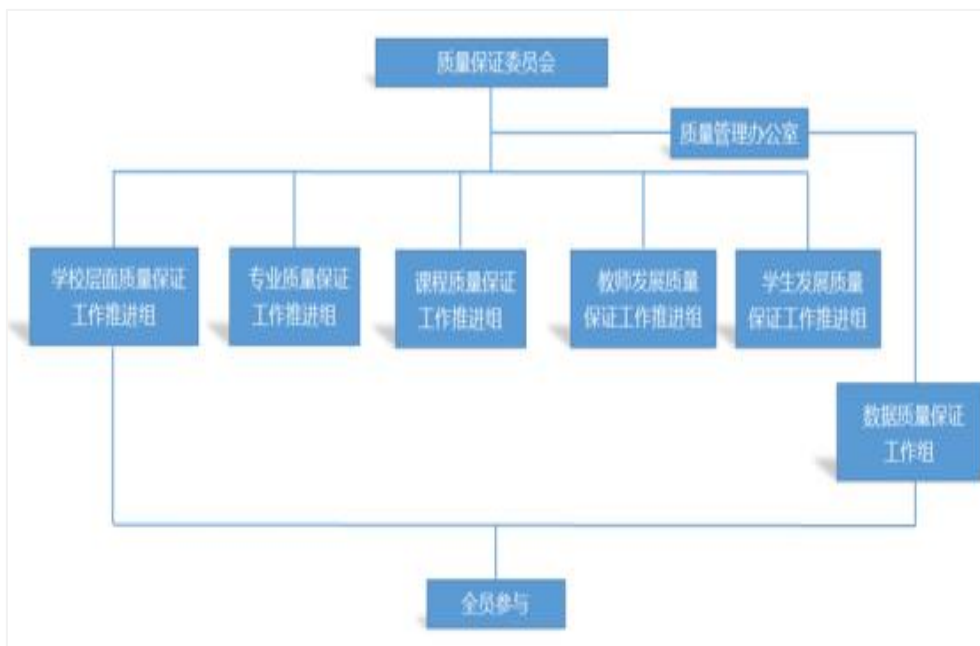 质量保证委员会
质量管理办公室
学校层面质量保证
工作推进组
专业质量保证
工作推进组
课程质量保证
工作推进组
教师发展质量
保证工作推进组
学生发展质量
保证工作推进组
数据质量保证
工作组
全员参与